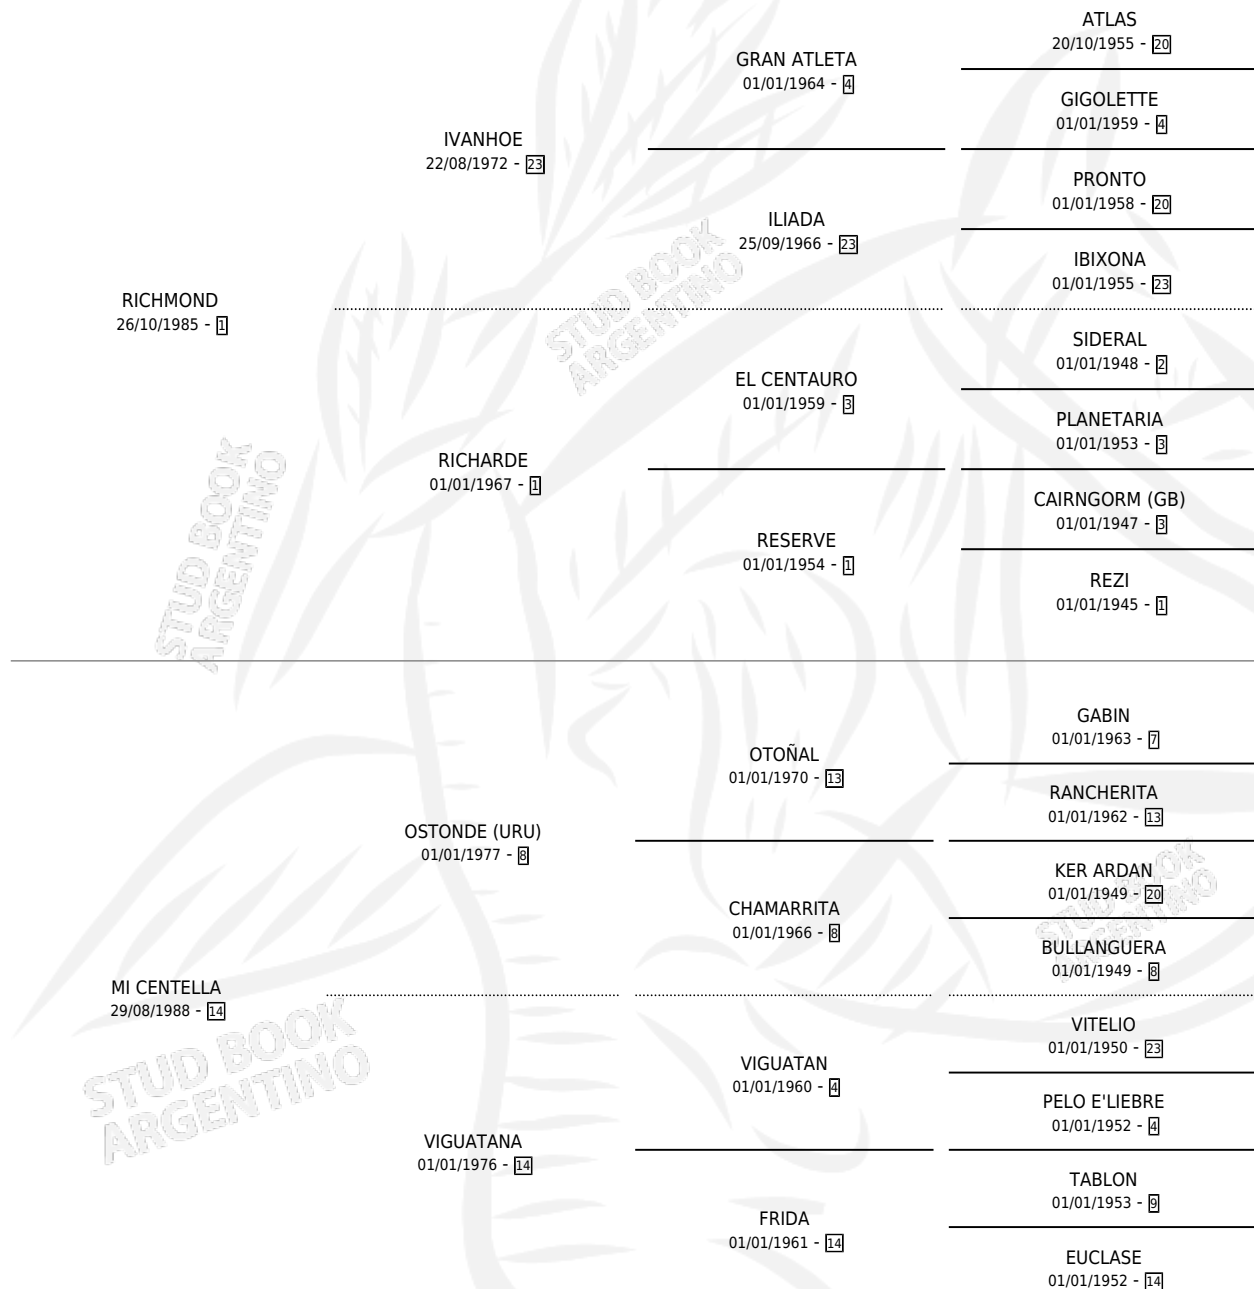 ATLAS
20/10/1955 - 20
GRAN ATLETA
01/01/1964 - 4
GIGOLETTE
01/01/1959 - 4
IVANHOE
22/08/1972 - 23
PRONTO
01/01/1958 - 20
ILIADA
25/09/1966 - 23
IBIXONA
01/01/1955 - 23
RICHMOND
26/10/1985 - 1
STUD BOOK
ARGENTINO
SIDERAL
01/01/1948 - 2
EL CENTAURO
01/01/1959 - 3
PLANETARIA
01/01/1953 - 3
RICHARDE
01/01/1967 - 1
CAIRNGORM (GB)
01/01/1947 - 3
RESERVE
01/01/1954 - 1
REZI
01/01/1945 - 1
STUD BOOK
ARGENTINO
GABIN
01/01/1963 - 7
OTOÑAL
01/01/1970 - 13
RANCHERITA
01/01/1962 - 13
OSTONDE (URU)
01/01/1977 - 8
KER ARDAN
01/01/1949 - 20
CHAMARRITA
01/01/1966 - 8
BULLANGUERA
01/01/1949 - 8
STUD BOOK
ARGENTINO
MI CENTELLA
29/08/1988 - 14
VITELIO
01/01/1950 - 23
VIGUATAN
01/01/1960 - 4
PELO E'LIEBRE
01/01/1952 - 4
STUD BOOK
ARGENTINO
VIGUATANA
01/01/1976 - 14
TABLON
01/01/1953 - 9
FRIDA
01/01/1961 - 14
EUCLASE
01/01/1952 - 14